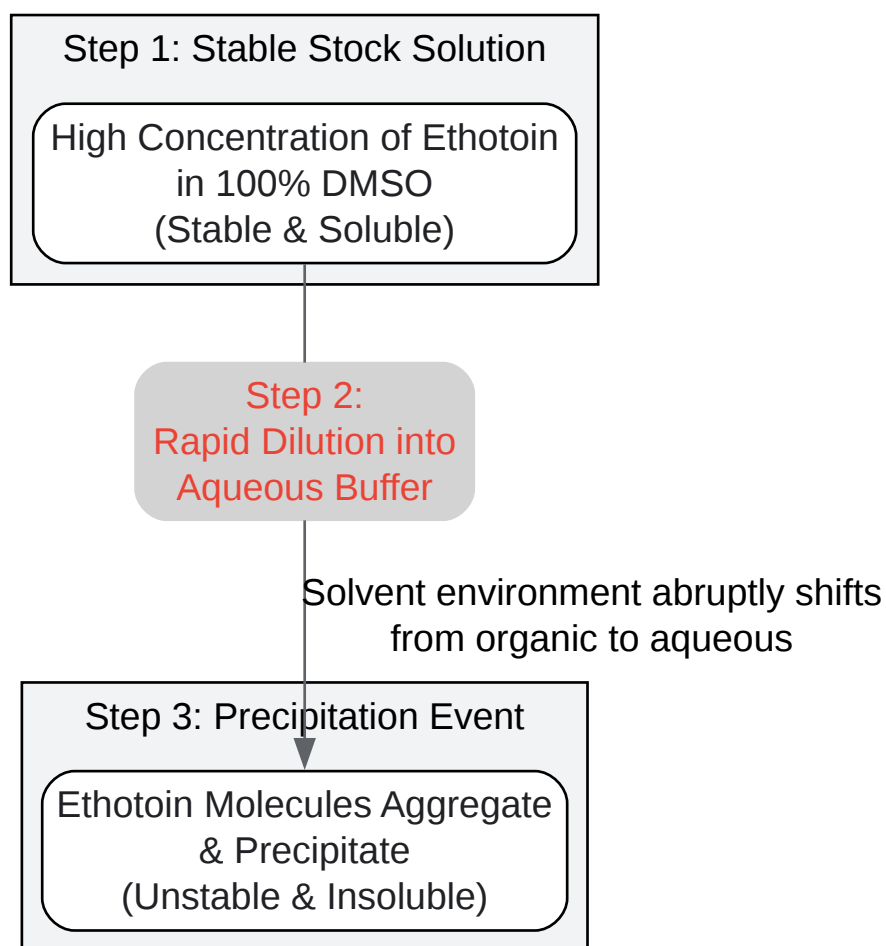 Step 1: Stable Stock Solution
High Concentration of Ethotoin
in 100% DMSO
(Stable & Soluble)
Step 2:
Rapid Dilution into
Aqueous Buffer
Solvent environment abruptly shifts
from organic to aqueous
Step 3: Precipitation Event
Ethotoin Molecules Aggregate
& Precipitate
(Unstable & Insoluble)